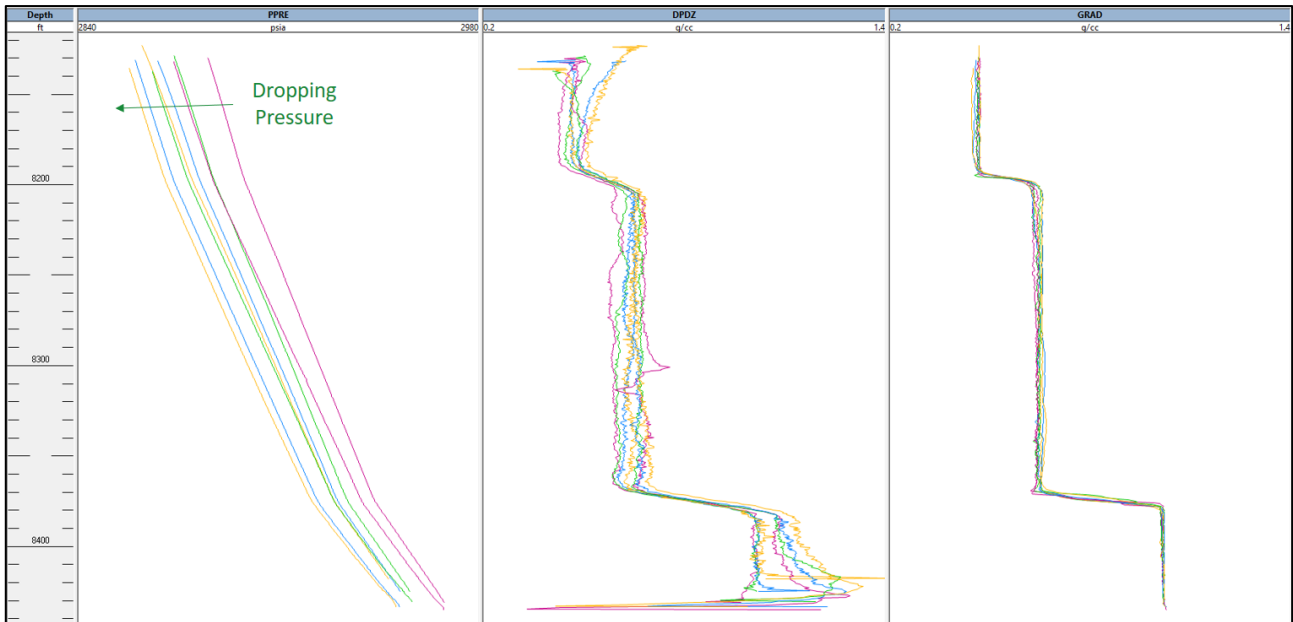 Depth PPRE DPDZ GRAD
ft 2840 psia 2980 0.2 g/cc 1.4 0.2 g/cc 1.4
Dropping
Pressure
8200
8300
8400